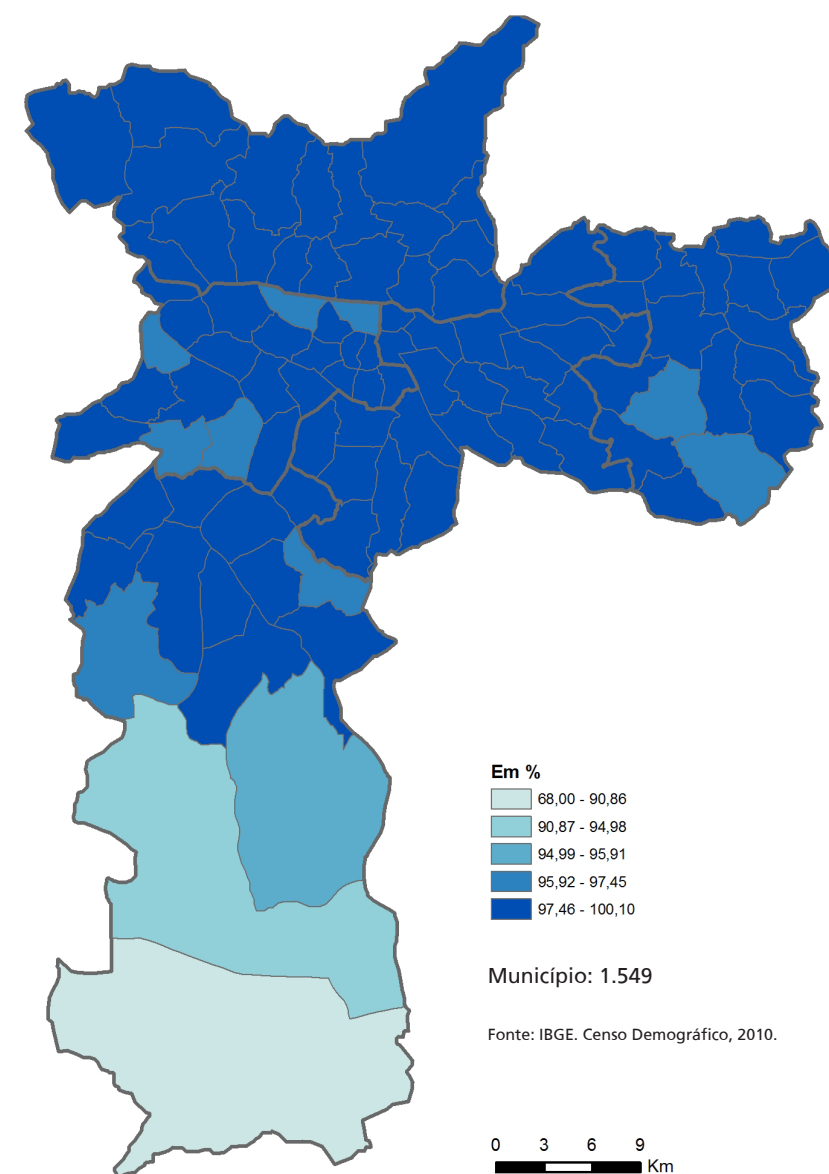 Em %
68,00 - 90,86
90,87 - 94,98
94,99 - 95,91
95,92 - 97,45
97,46 - 100,10
Município: 1.549
Fonte: IBGE. Censo Demográfico, 2010.
0 3 6 9
Km